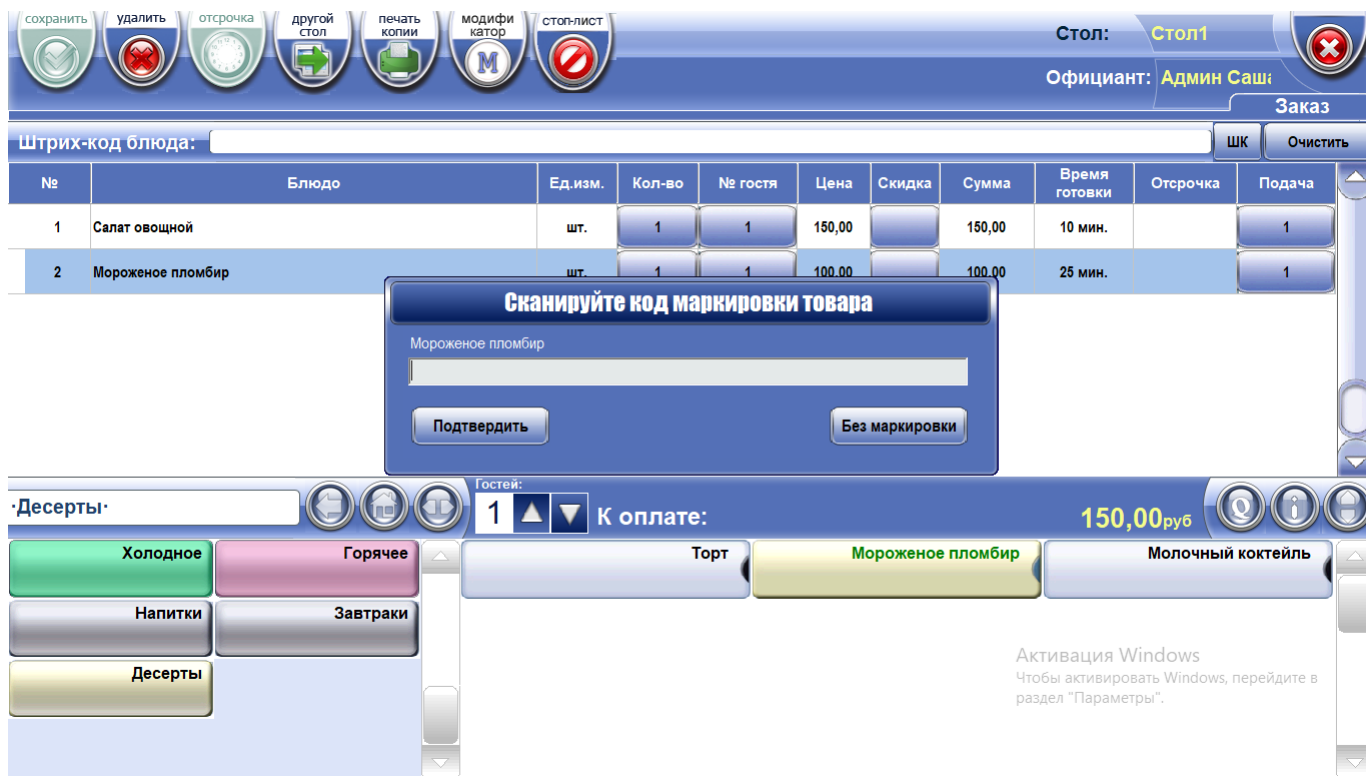 сохранить удалить отсрочка другой стол печать копии модифи катор стоп-лист
M
Стол: Стол1
Официант: Админ Саша
Заказ
Штрих-код блюда: ШК Очистить
№ Блюдо Ед.изм. Кол-во № гостя Цена Скидка Сумма Время готовки Отсрочка Подача
1 Салат овощной шт. 1 1 150,00 150,00 10 мин. 1
2 Мороженое пломбир шт. 1 1 100,00 100,00 25 мин. 1
Сканируйте код маркировки товара
Мороженое пломбир
Подтвердить Без маркировки
·Десерты·
Гостей:
1 К оплате: 150,00руб
Q i
Холодное Горячее Торт Мороженое пломбир Молочный коктейль
Напитки Завтраки
Десерты
Активация Windows
Чтобы активировать Windows, перейдите в
раздел "Параметры".